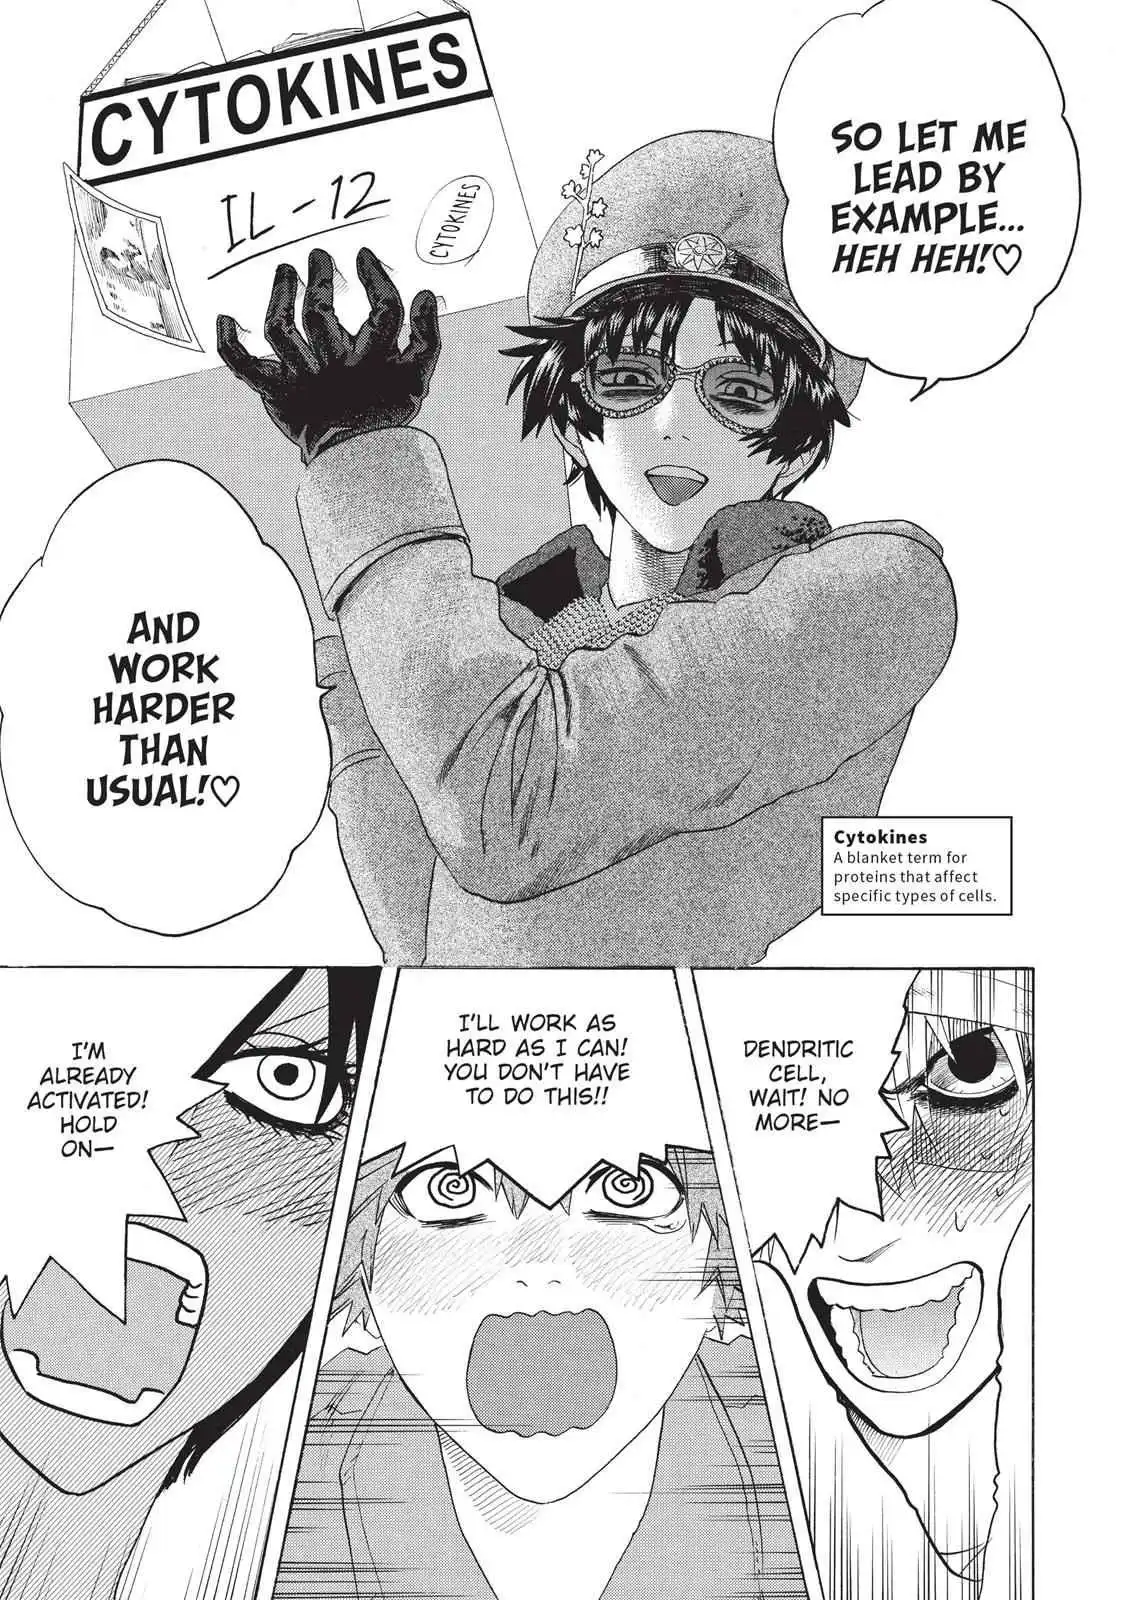 SO LET ME
LEAD BY
EXAMPLE...
HEH HEH!♡
CYTOKINES
IL-12
CYTOKINES
AND
WORK
HARDER
THAN
USUAL!♡
Cytokines
A blanket term for
proteins that affect
specific types of cells.
DENDRITIC
CELL,
WAIT! NO
MORE—
I'LL WORK AS
HARD AS I CAN!
YOU DON'T HAVE
TO DO THIS!!
I'M
ALREADY
ACTIVATED!
HOLD
ON—